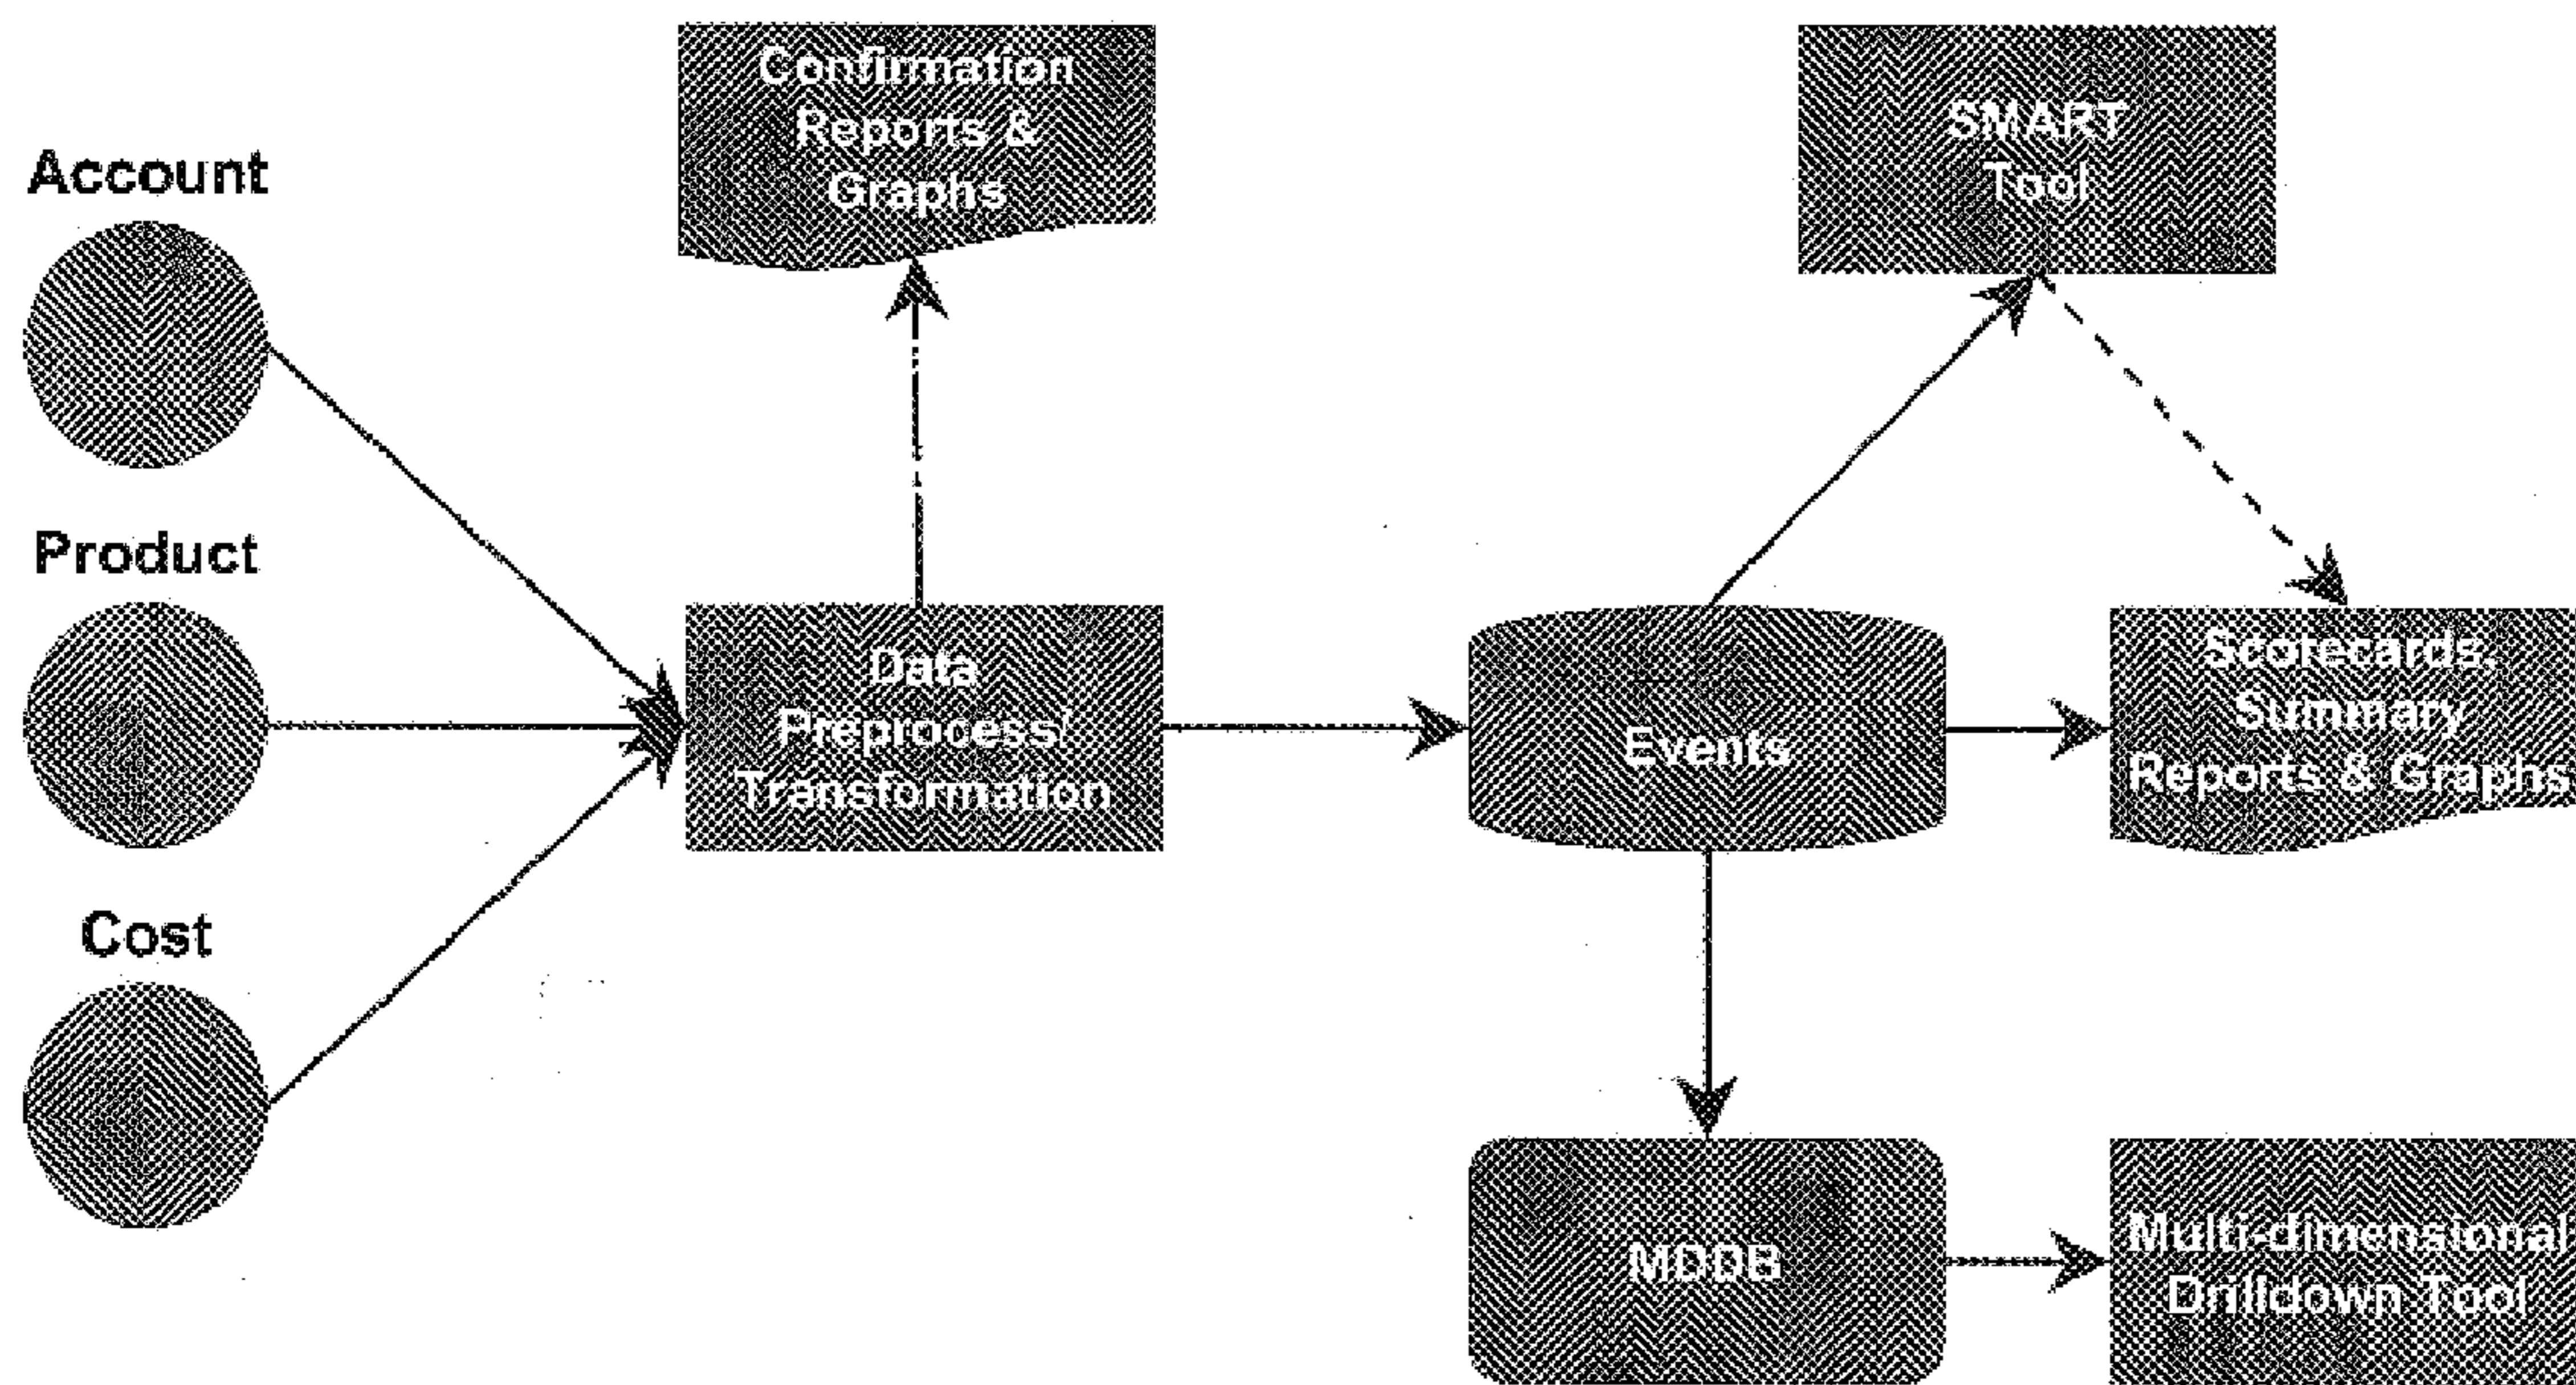 Account
Product
Cost
Confirmation
Reports &
Graphs
Data
Preprocess/
Transformation
Events
SMART
Tool
Scorecards,
Summary
Reports & Graphs
MDDB
Multi-dimensional
Drilldown Tool